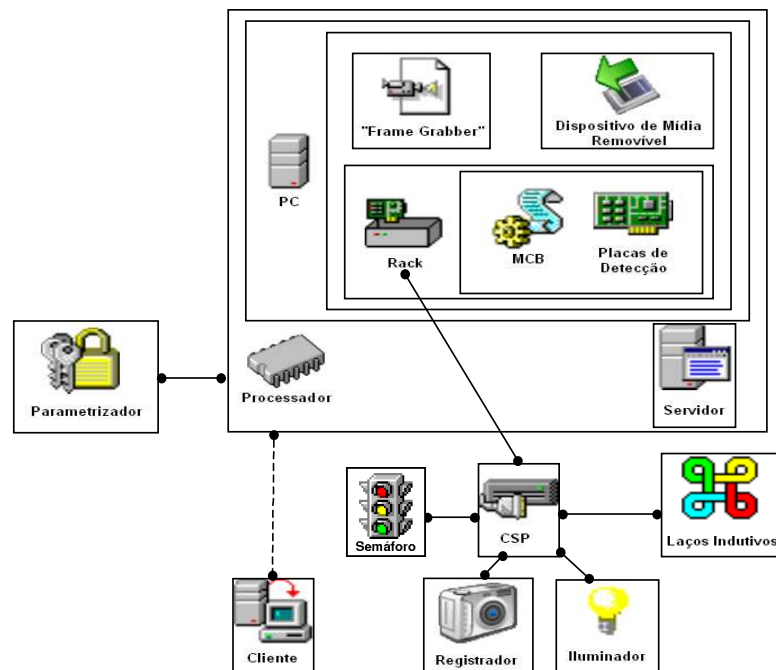 "Frame Grabber"
Dispositivo de Mídia
Removível
PC
Rack
MCB
Placas de
Detecção
Parametrizador
Processador
Servidor
Semáforo
CSP
Laços Indutivos
Cliente
Registrador
Iluminador